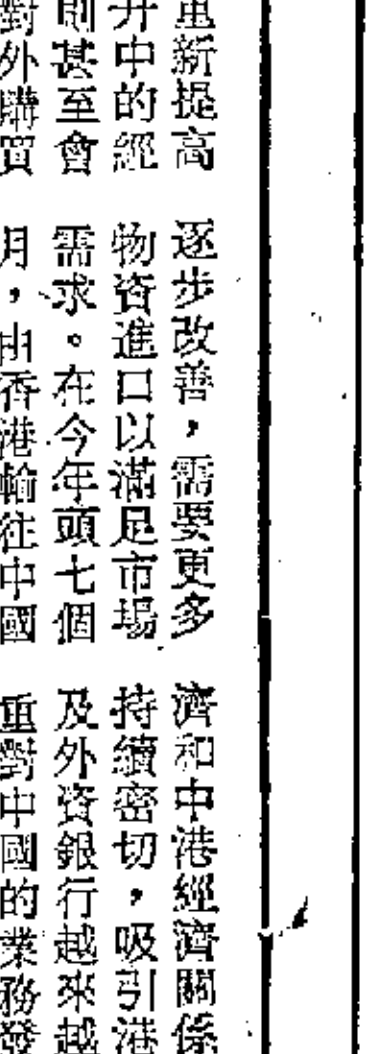 重新提高
升中的經
則甚至會
對外購買
逐步改善，需要更多
物資進口以滿足市場
需求。在今年頭七個
月，由香港輸往中國
濟和中港經濟關係
持續密切，吸引港
及外資銀行越來越
重對中國的業務發